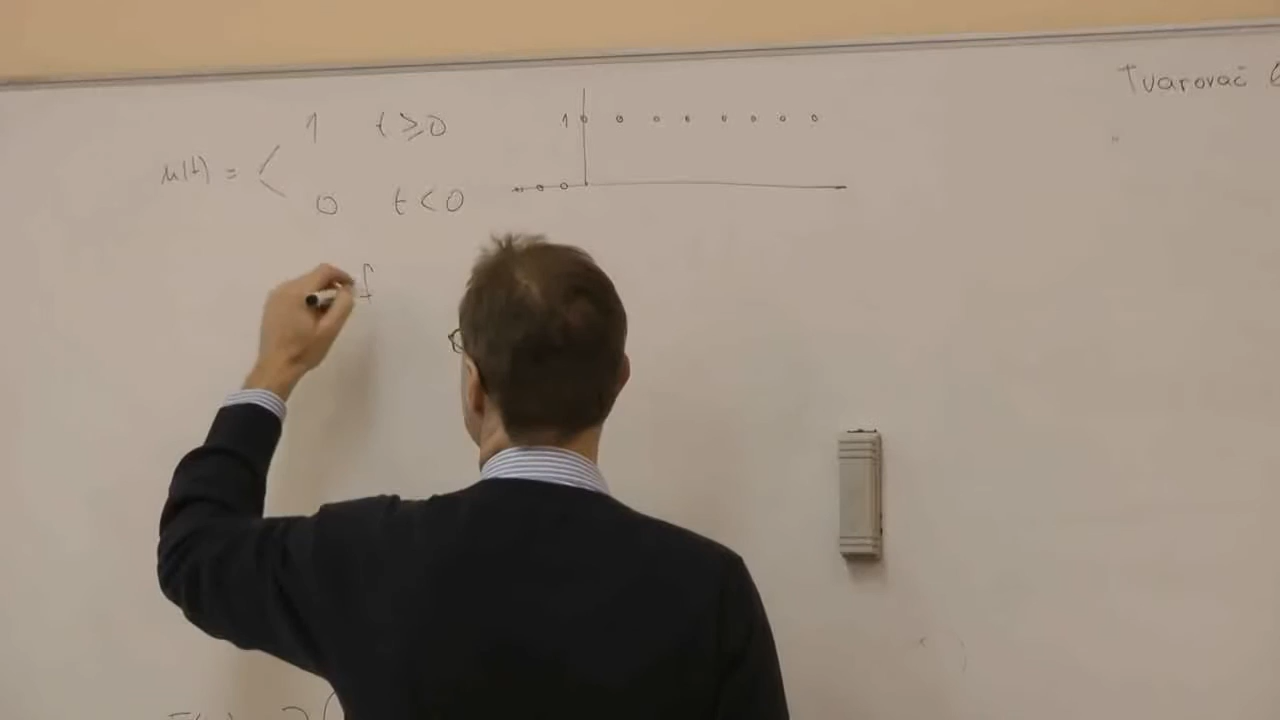 Tvarovač
1 t ≥ 0
μ(t) = <
0 t < 0
1
f